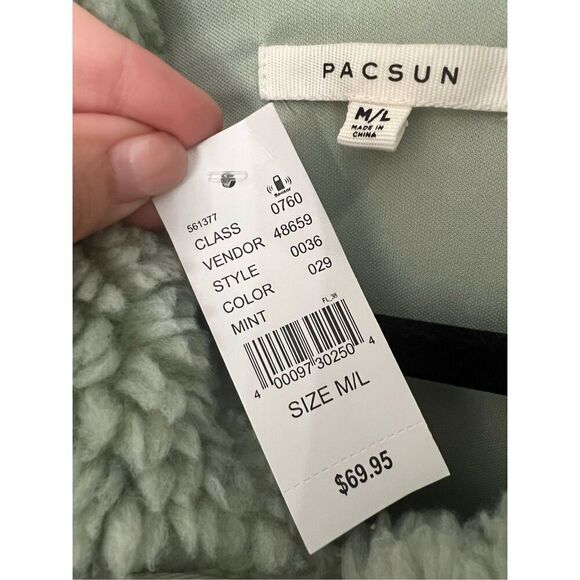 PACSUN
M/L
MADE IN
CHINA
561377
Sensor
CLASS 0760
VENDOR 48659
STYLE 0036
COLOR 029
MINT
FL_36
4 00097 30250 4
SIZE M/L
$69.95